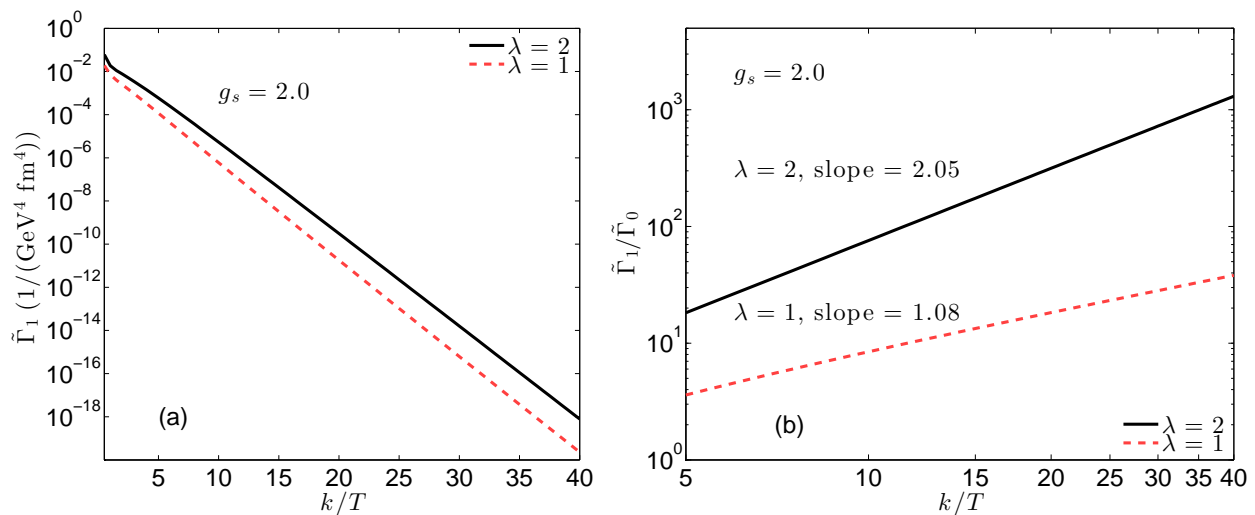 10^0
10^−2
10^−4
10^−6
10^−8
10^−10
10^−12
10^−14
10^−16
10^−18
Γ̃_1 (1/(GeV^4 fm^4))
λ = 2
λ = 1
g_s = 2.0
(a)
5 10 15 20 25 30 35 40
k/T
10^3
10^2
10^1
10^0
Γ̃_1/Γ̃_0
g_s = 2.0
λ = 2, slope = 2.05
λ = 1, slope = 1.08
(b)
λ = 2
λ = 1
5 10 15 20 25 30 35 40
k/T